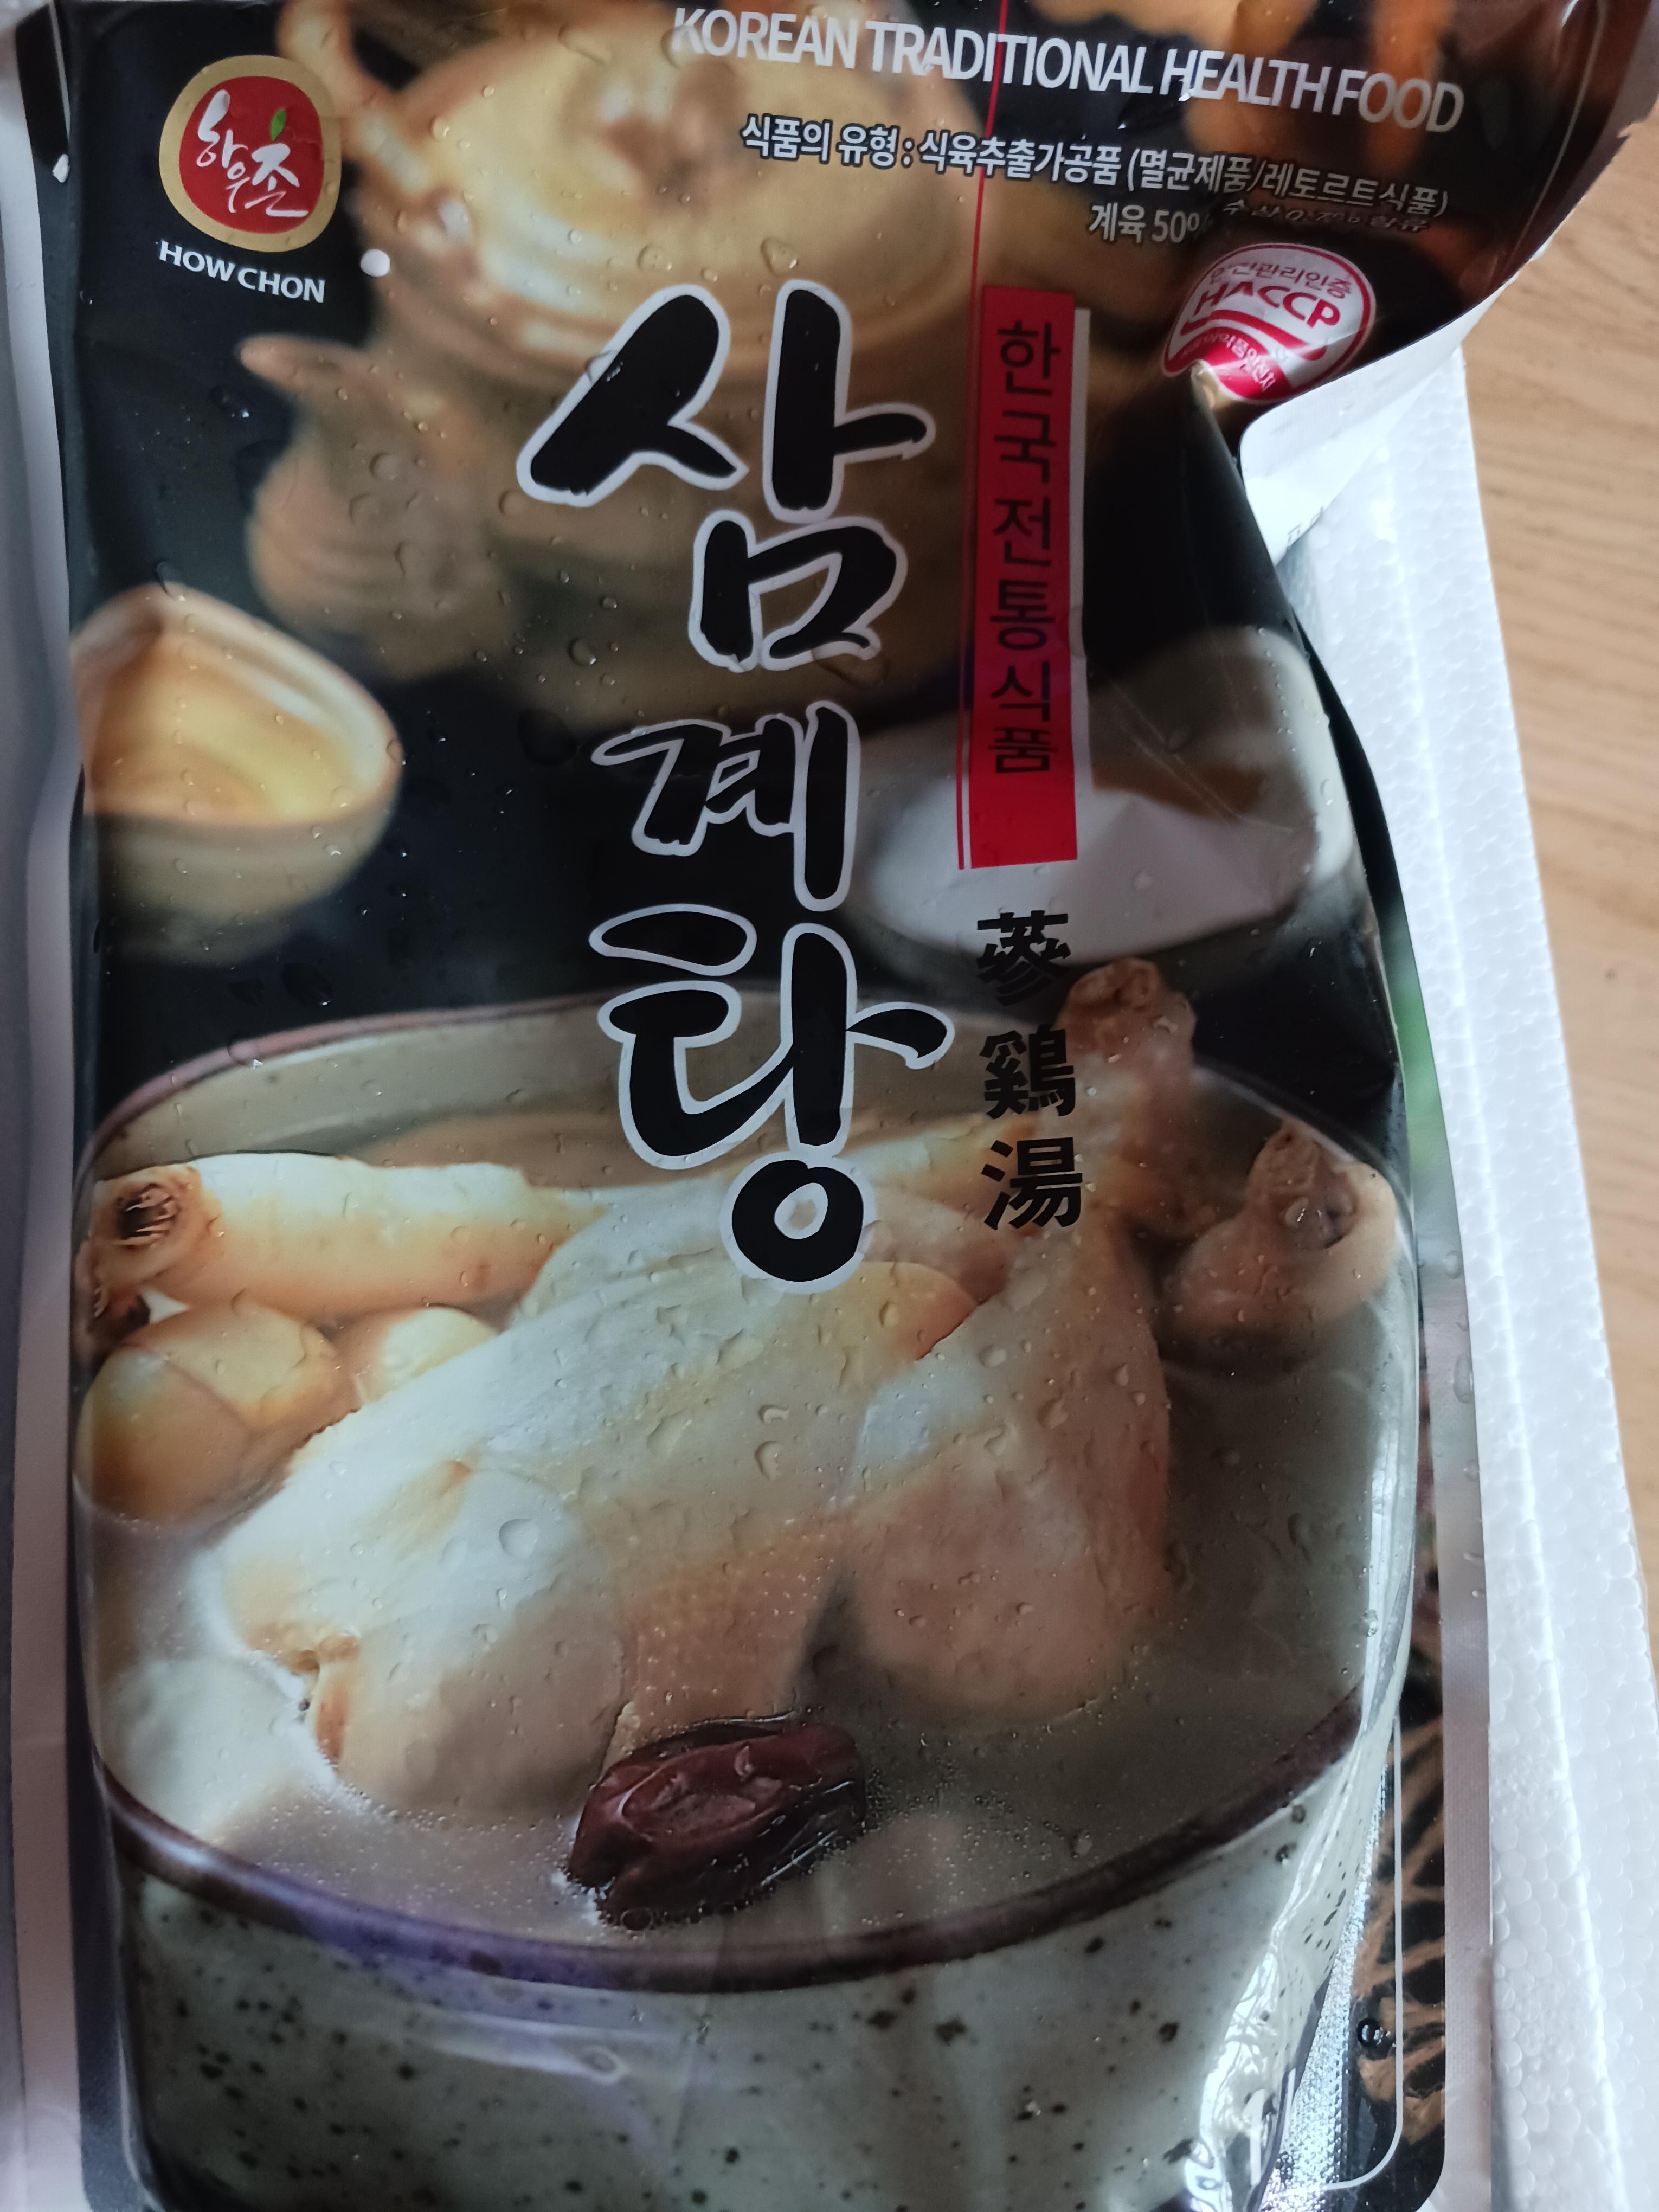 KOREAN TRADITIONAL HEALTH FOOD
식품의 유형 : 식육추출가공품 (멸균제품/레토르트식품)
계육 50%
하우촌
HOW CHON
HACCP
한국전통식품
삼계탕
蔘鷄湯